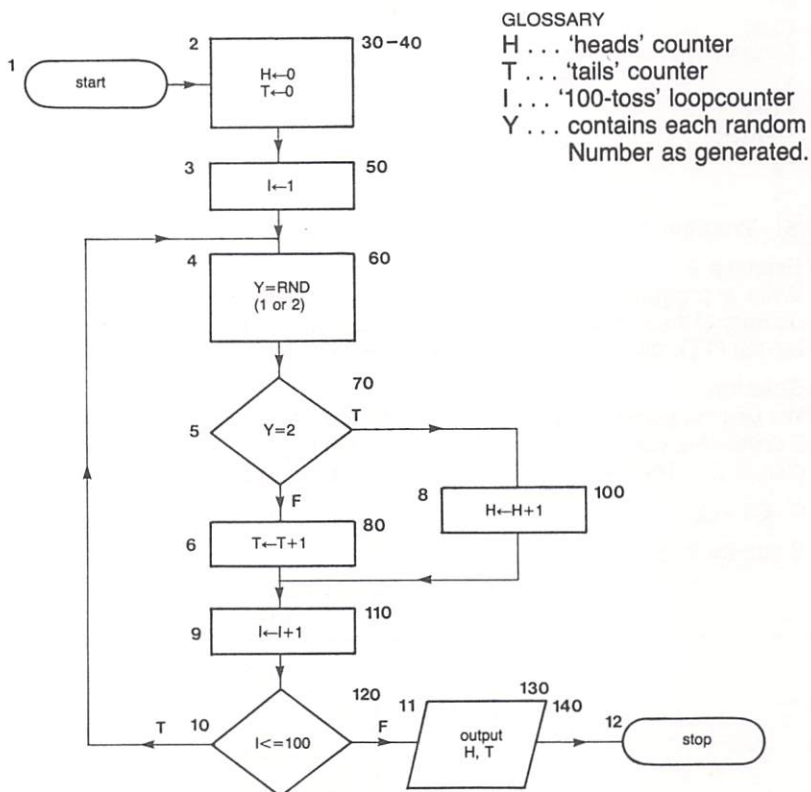 GLOSSARY
H ... 'heads' counter
T ... 'tails' counter
I ... '100-toss' loopcounter
Y ... contains each random
Number as generated.
1
start
2
30-40
H←0
T←0
3
50
I←1
4
60
Y=RND
(1 or 2)
70
5
Y=2
T
F
8
100
H←H+1
6
80
T←T+1
9
110
I←I+1
10
120
I<=100
T
F
11
130
140
output
H, T
12
stop